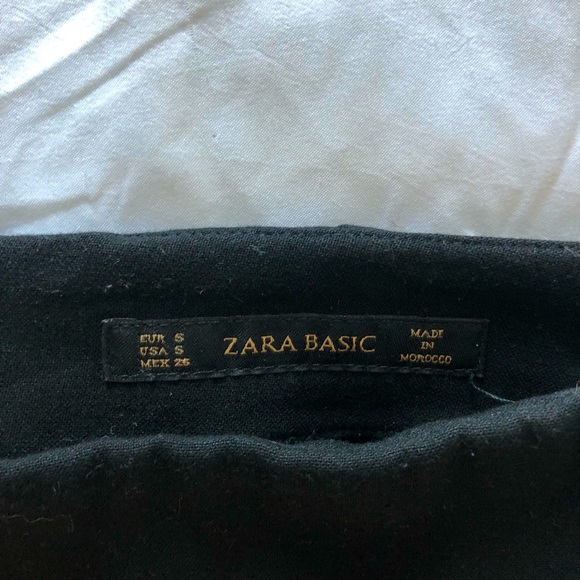 EUR S
USA S
MEX 26
ZARA BASIC
MADE
IN
MOROCCO